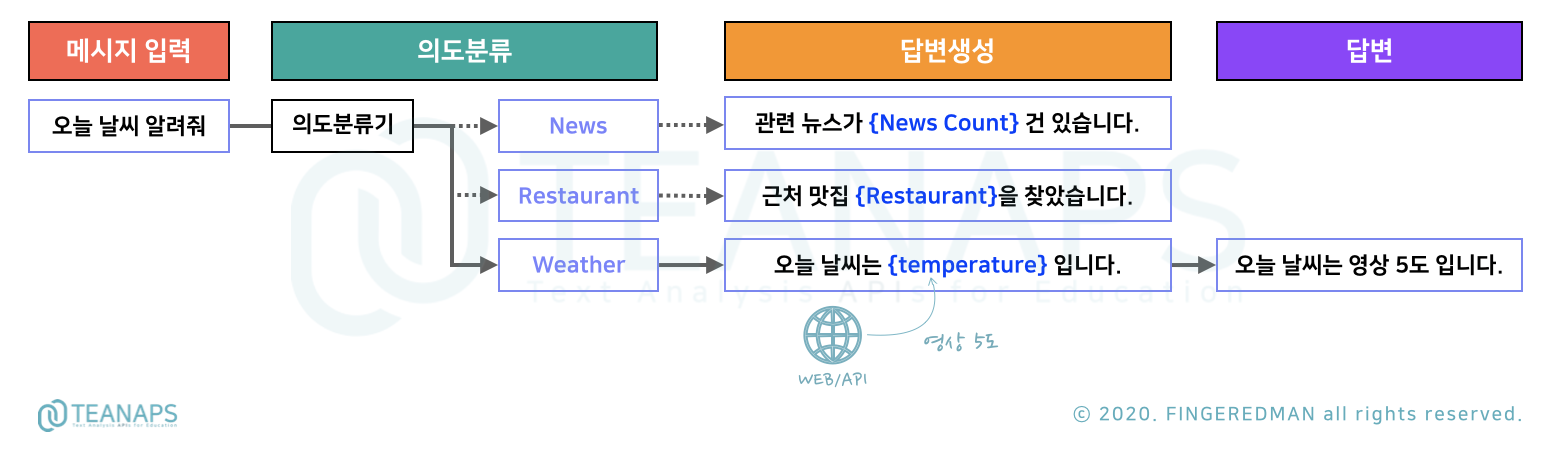 메시지 입력
의도분류
답변생성
답변
오늘 날씨 알려줘
의도분류기
News
관련 뉴스가 {News Count} 건 있습니다.
Restaurant
근처 맛집 {Restaurant}을 찾았습니다.
Weather
오늘 날씨는 {temperature} 입니다.
오늘 날씨는 영상 5도 입니다.
TEANAPS
Text Analysis APIs for Education
영상 5도
WEB/API
TEANAPS
Text Analysis APIs for Education
ⓒ 2020. FINGEREDMAN all rights reserved.